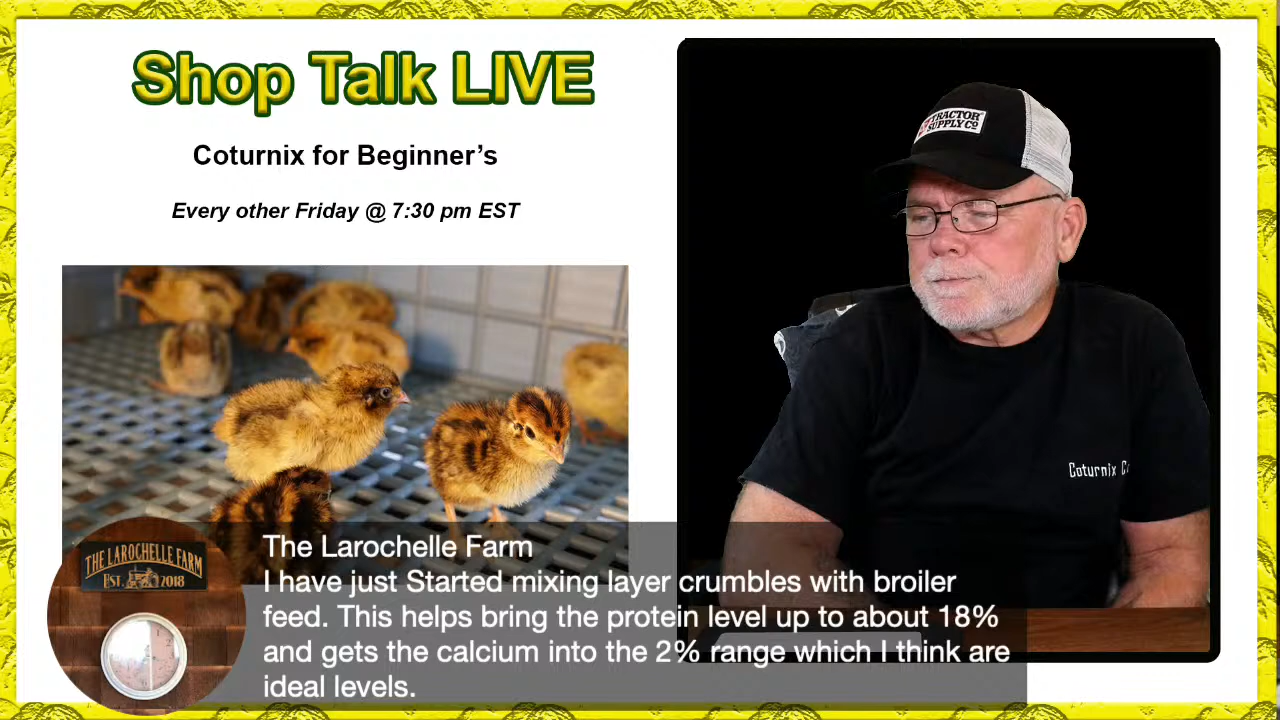 Shop Talk LIVE
Coturnix for Beginner's
Every other Friday @ 7:30 pm EST
TRACTOR
SUPPLY CO
Coturnix
THE LAROCHELLE FARM
EST. 2018
The Larochelle Farm
I have just Started mixing layer crumbles with broiler
feed. This helps bring the protein level up to about 18%
and gets the calcium into the 2% range which I think are
ideal levels.